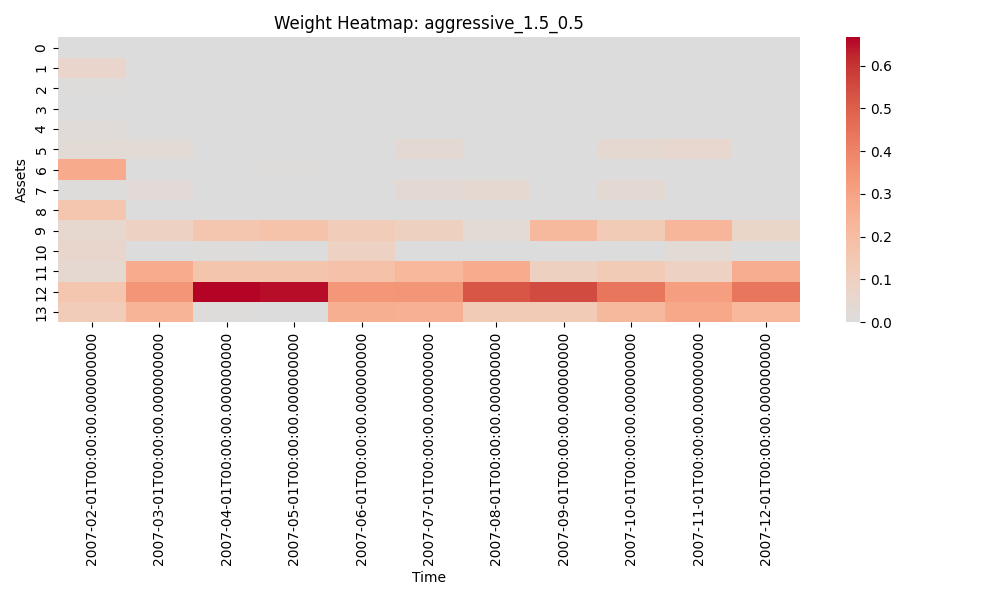 Weight Heatmap: aggressive_1.5_0.5
Assets
0
1
2
3
4
5
6
7
8
9
10
11
12
13
0.6
0.5
0.4
0.3
0.2
0.1
0.0
2007-02-01T00:00:00.000000000
2007-03-01T00:00:00.000000000
2007-04-01T00:00:00.000000000
2007-05-01T00:00:00.000000000
2007-06-01T00:00:00.000000000
2007-07-01T00:00:00.000000000
2007-08-01T00:00:00.000000000
2007-09-01T00:00:00.000000000
2007-10-01T00:00:00.000000000
2007-11-01T00:00:00.000000000
2007-12-01T00:00:00.000000000
Time